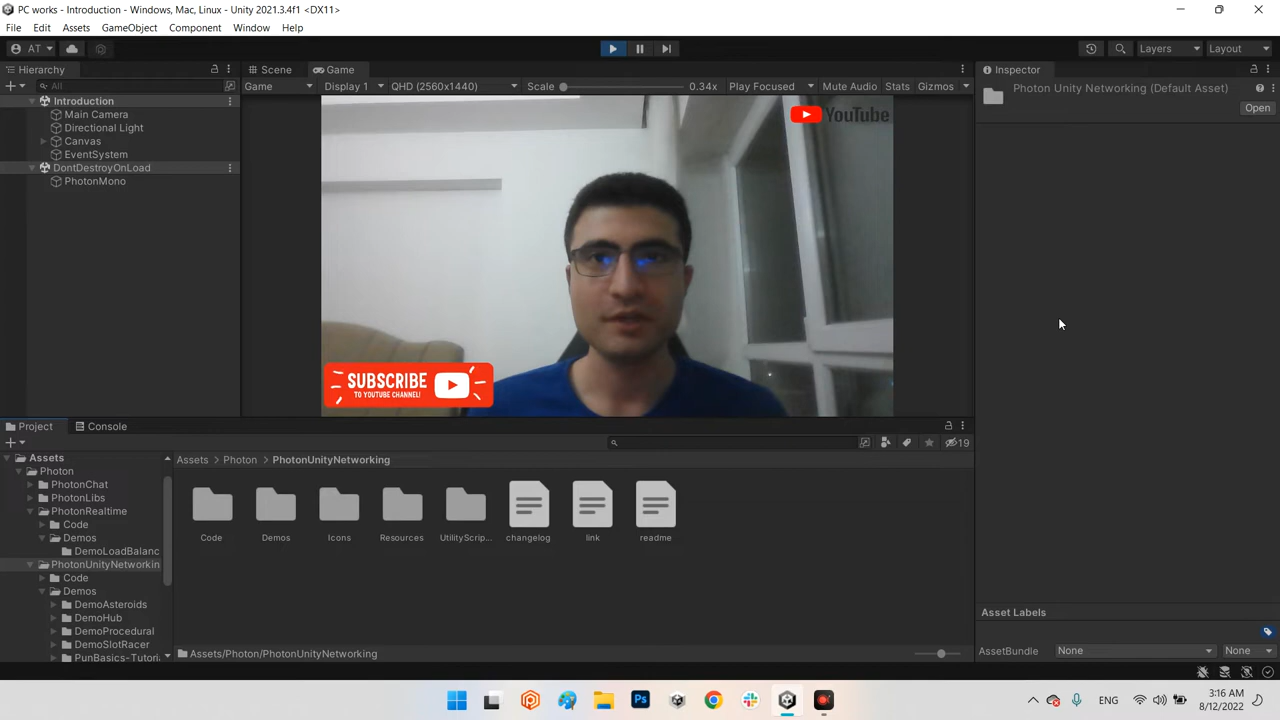 PC works - Introduction - Windows, Mac, Linux - Unity 2021.3.4f1 <DX11>
File Edit Assets GameObject Component Window Help
AT
Layers Layout
Hierarchy
All
Introduction
Main Camera
Directional Light
Canvas
EventSystem
DontDestroyOnLoad
PhotonMono
Scene Game
Game Display 1 QHD (2560x1440) Scale 0.34x Play Focused Mute Audio Stats Gizmos
YouTube
SUBSCRIBE
TO YOUTUBE CHANNEL!
Inspector
Photon Unity Networking (Default Asset)
Open
Asset Labels
AssetBundle None None
Project Console
19
Assets
Photon
PhotonChat
PhotonLibs
PhotonRealtime
Code
Demos
DemoLoadBalanc
PhotonUnityNetworkin
Code
Demos
DemoAsteroids
DemoHub
DemoProcedural
DemoSlotRacer
PunBasics-Tutori
Assets > Photon > PhotonUnityNetworking
Code Demos Icons Resources UtilityScrip... changelog link readme
Assets/Photon/PhotonUnityNetworking
Ps
ENG
3:16 AM
8/12/2022